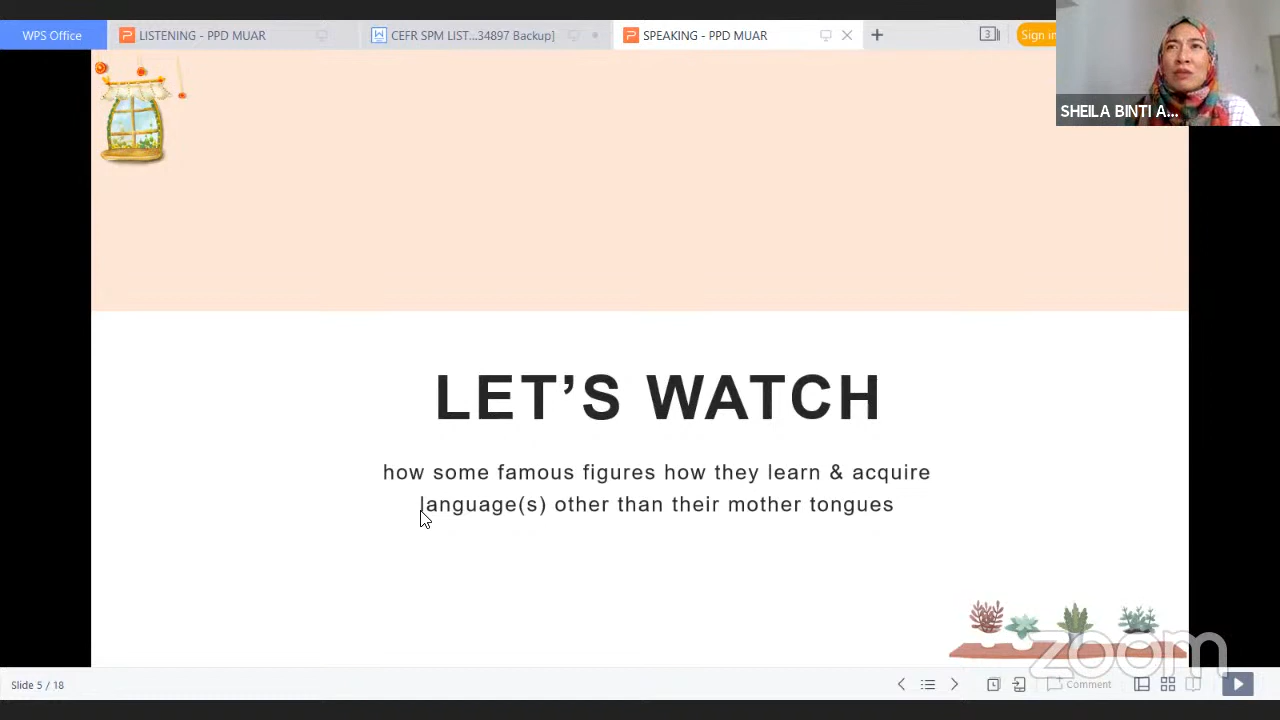 WPS Office
LISTENING - PPD MUAR
CEFR SPM LIST...34897 Backup]
SPEAKING - PPD MUAR
3
Sign in
SHEILA BINTI A...
LET’S WATCH
how some famous figures how they learn & acquire
language(s) other than their mother tongues
zoom
Slide 5 / 18
Comment